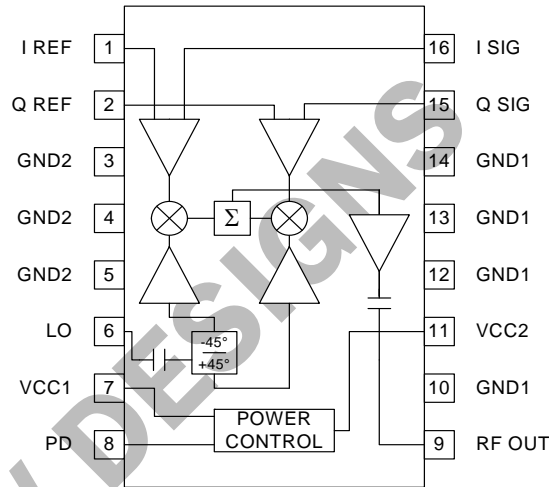 I REF 1 16 I SIG
Q REF 2 15 Q SIG
GND2 3 14 GND1
GND2 4 Σ 13 GND1
GND2 5 12 GND1
LO 6 -45° 11 VCC2
+45°
VCC1 7 10 GND1
POWER
CONTROL
PD 8 9 RF OUT
DESIGNS